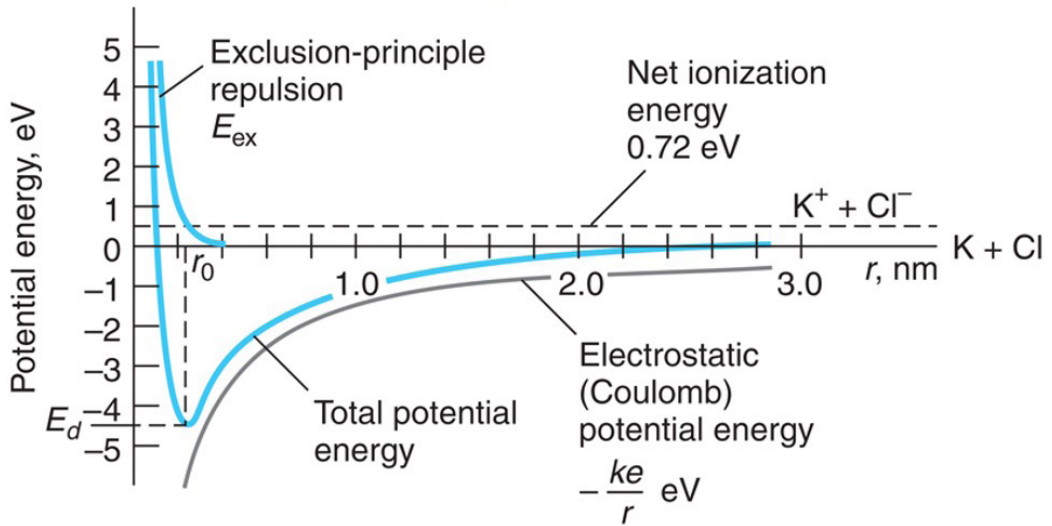 Potential energy, eV
5
4
3
2
1
0
–1
–2
–3
–4
–5
E_d
Exclusion-principle
repulsion
E_ex
Net ionization
energy
0.72 eV
K⁺ + Cl⁻
K + Cl
r₀
1.0
2.0
3.0
r, nm
Total potential
energy
Electrostatic
(Coulomb)
potential energy
– ke/r eV